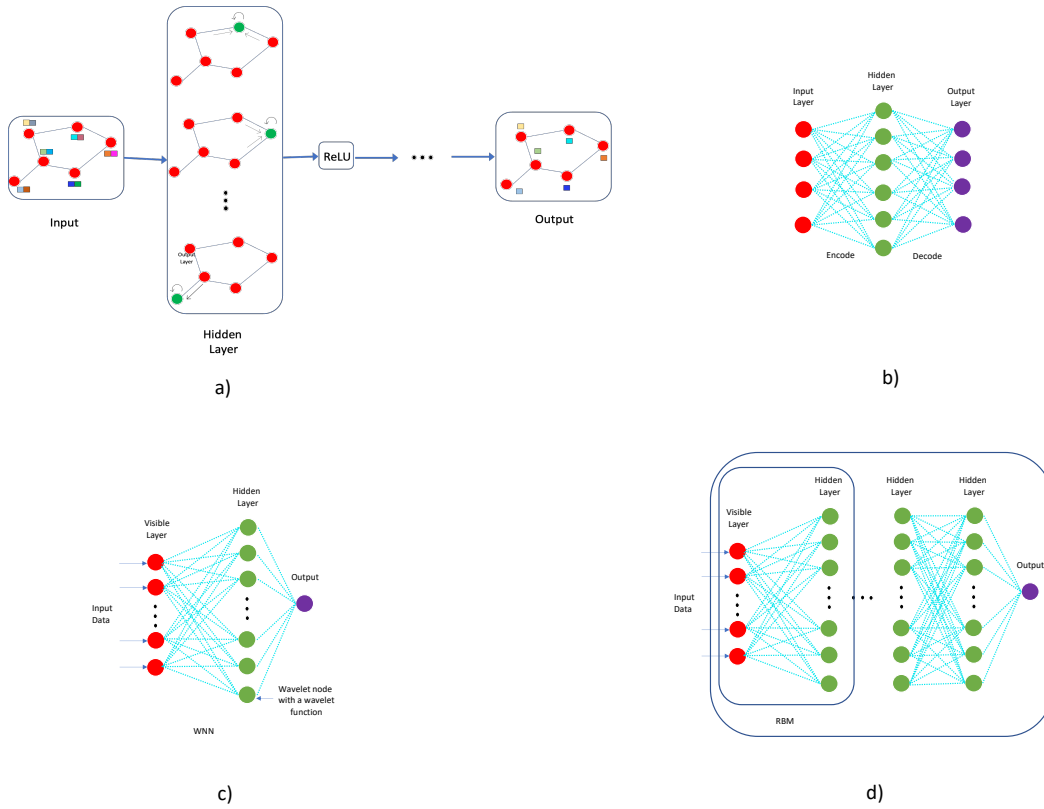 Input
Output
Layer
Hidden
Layer
ReLU
Output
a)
Input
Layer
Hidden
Layer
Output
Layer
Encode
Decode
b)
Visible
Layer
Hidden
Layer
Output
Input
Data
Wavelet node
with a wavelet
function
WNN
c)
Visible
Layer
Hidden
Layer
Hidden
Layer
Hidden
Layer
Output
Input
Data
RBM
d)